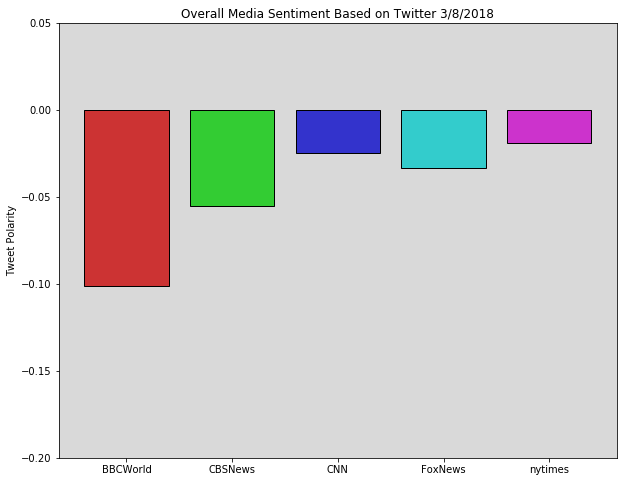 Overall Media Sentiment Based on Twitter 3/8/2018
0.05
0.00
−0.05
−0.10
−0.15
−0.20
Tweet Polarity
BBCWorld
CBSNews
CNN
FoxNews
nytimes